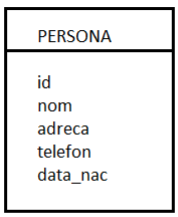 PERSONA
id
nom
adreca
telefon
data_nac